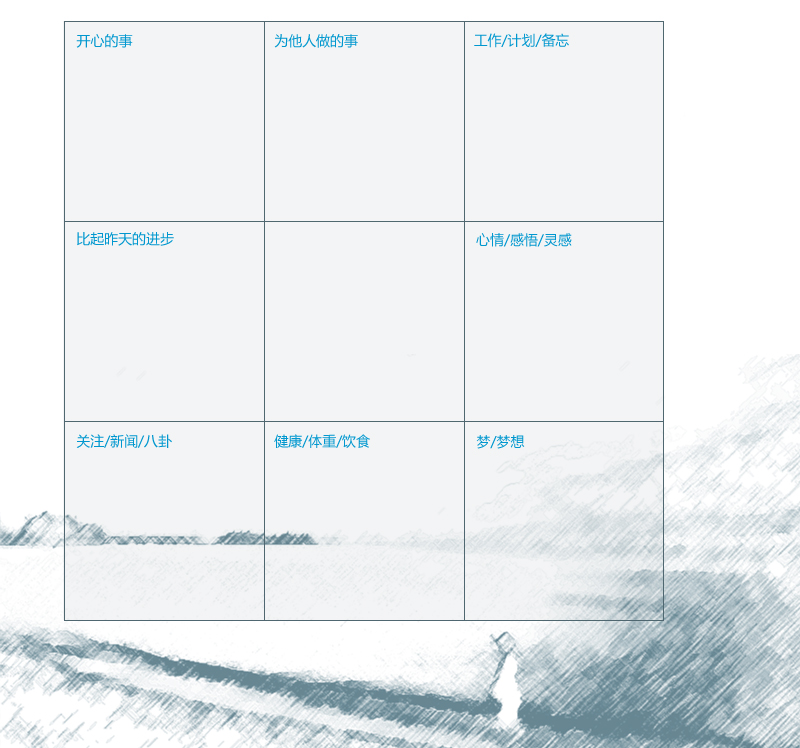 开心的事
为他人做的事
工作/计划/备忘
比起昨天的进步
心情/感悟/灵感
关注/新闻/八卦
健康/体重/饮食
梦/梦想